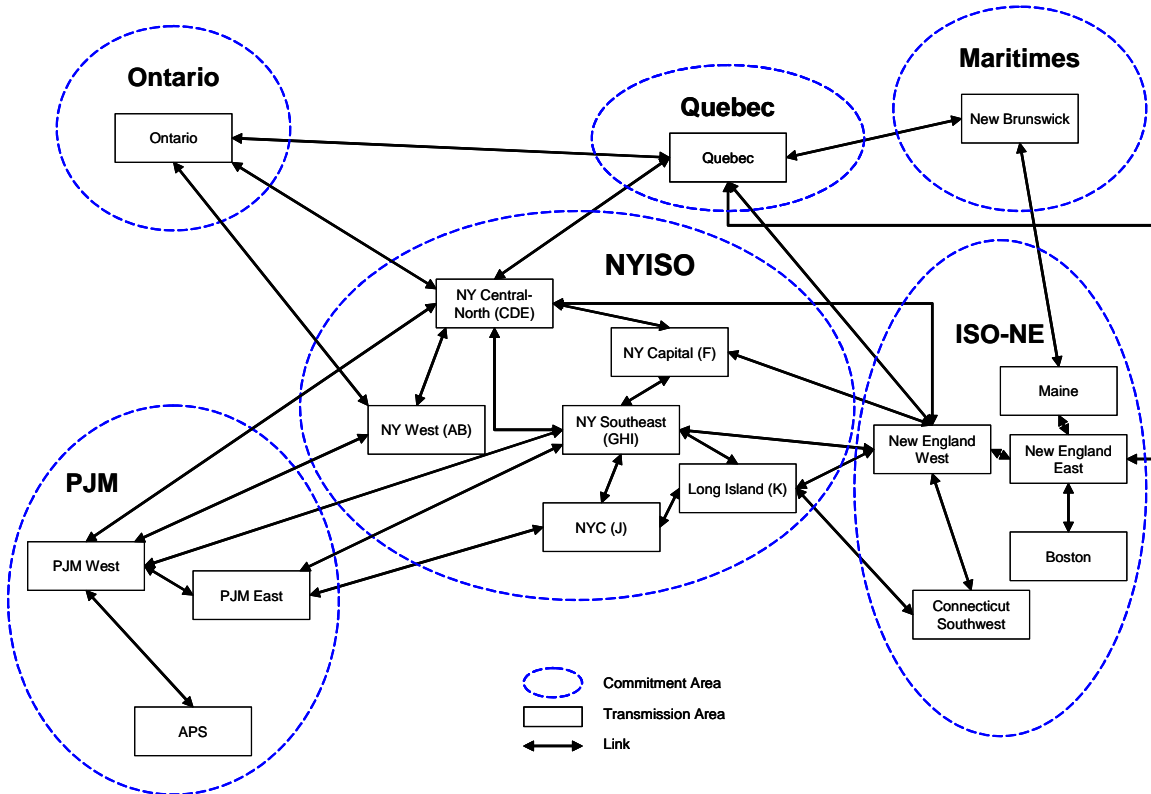 Ontario
Ontario
Quebec
Quebec
Maritimes
New Brunswick
NYISO
NY Central-
North (CDE)
NY Capital (F)
NY West (AB)
NY Southeast
(GHI)
Long Island (K)
NYC (J)
ISO-NE
Maine
New England
West
New England
East
Boston
Connecticut
Southwest
PJM
PJM West
PJM East
APS
Commitment Area
Transmission Area
Link